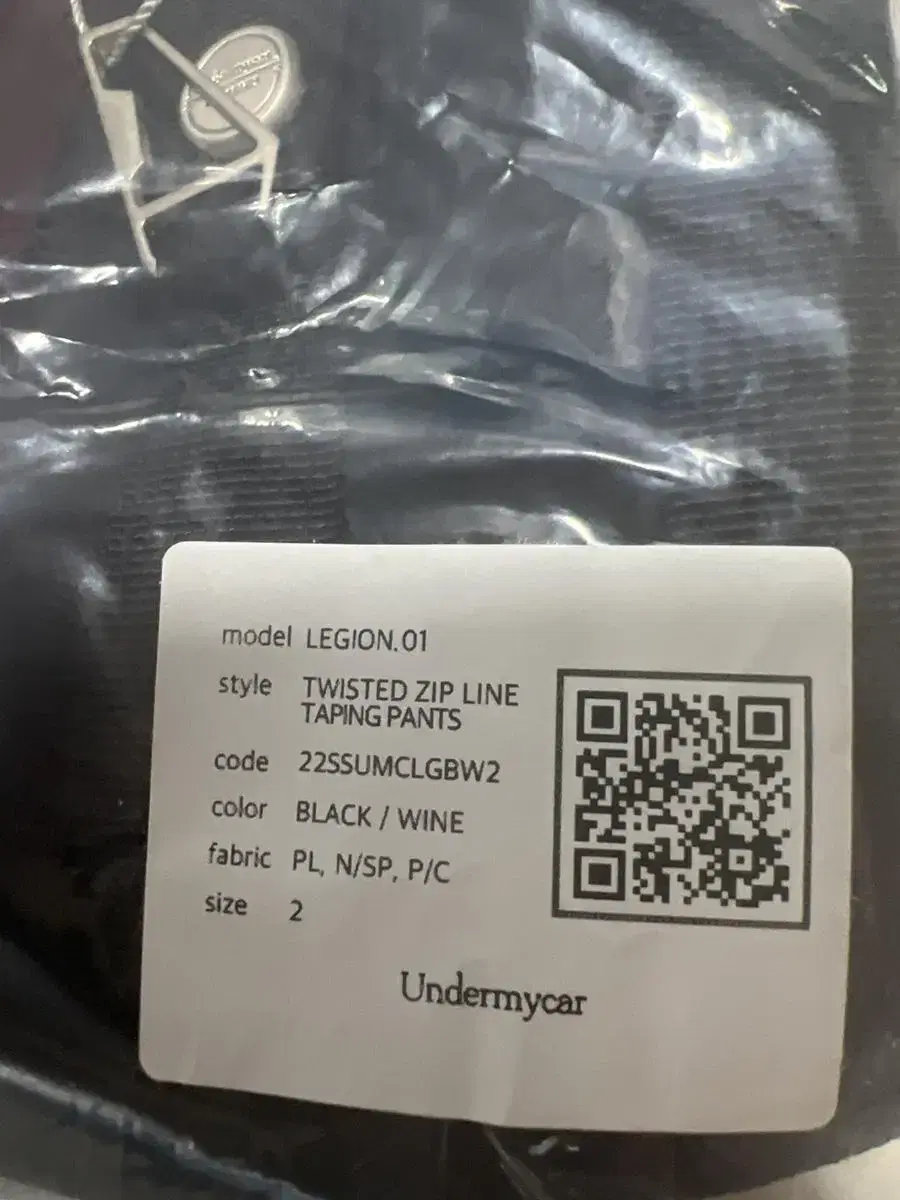 model LEGION.01
style TWISTED ZIP LINE
TAPING PANTS
code 22SSUMCLGBW2
color BLACK / WINE
fabric PL, N/SP, P/C
size 2
Undermycar